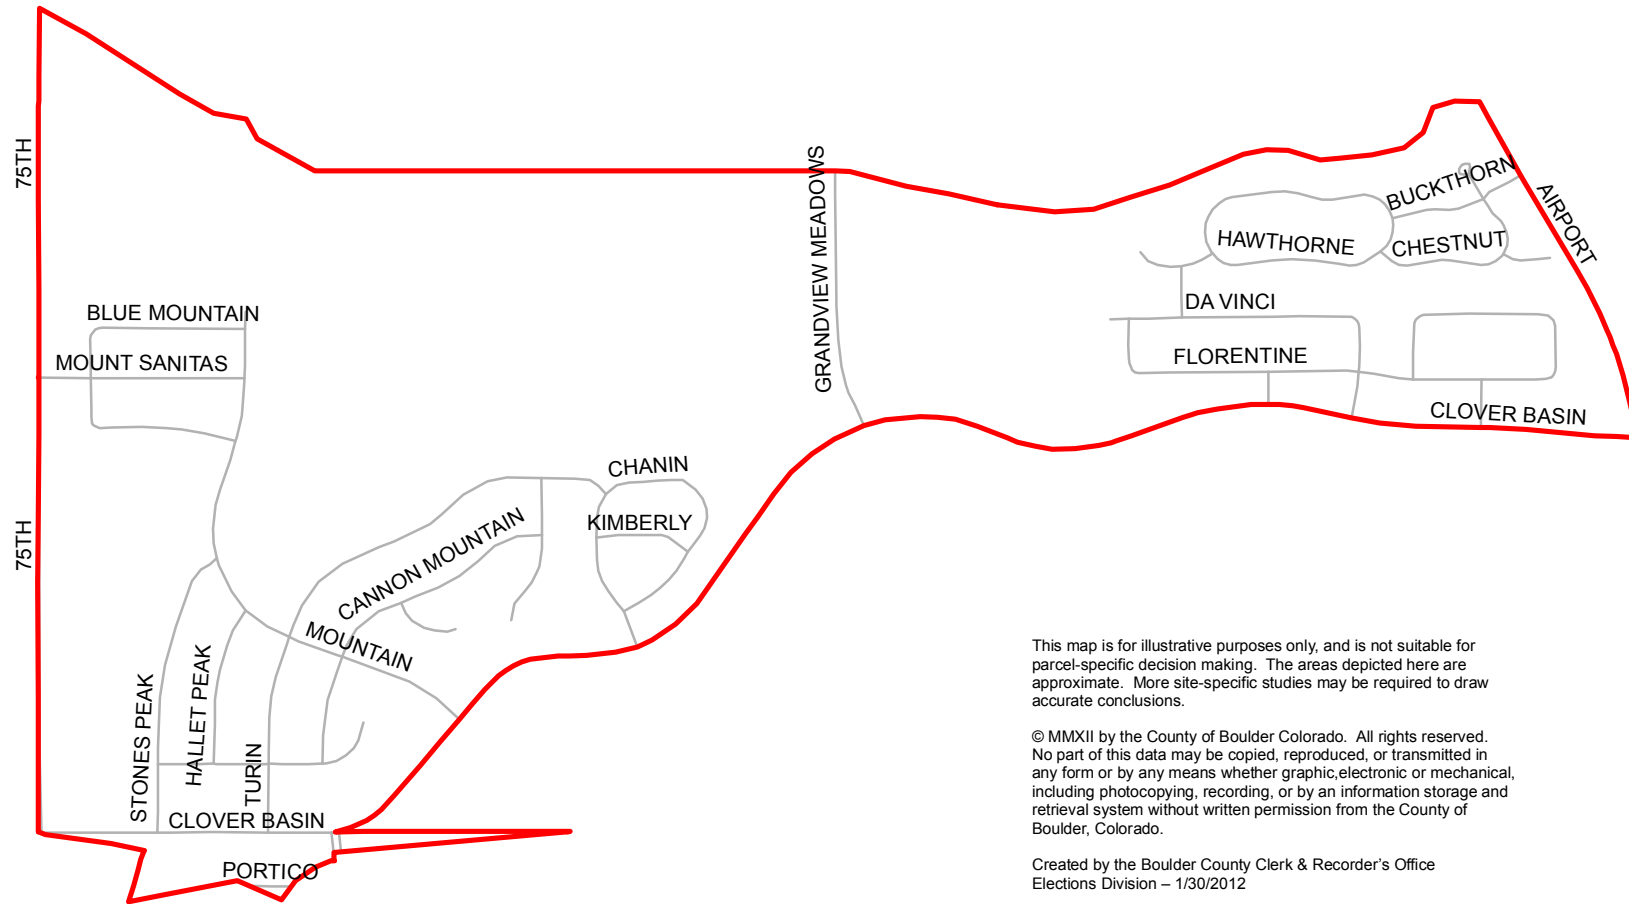 75TH
GRANDVIEW MEADOWS
BUCKTHORN
AIRPORT
HAWTHORNE
CHESTNUT
DA VINCI
BLUE MOUNTAIN
MOUNT SANITAS
FLORENTINE
CLOVER BASIN
CHANIN
KIMBERLY
75TH
CANNON MOUNTAIN
MOUNTAIN
STONES PEAK
HALLET PEAK
TURIN
CLOVER BASIN
PORTICO
This map is for illustrative purposes only, and is not suitable for
parcel-specific decision making.  The areas depicted here are
approximate.  More site-specific studies may be required to draw
accurate conclusions.
© MMXII by the County of Boulder Colorado.  All rights reserved.
No part of this data may be copied, reproduced, or transmitted in
any form or by any means whether graphic,electronic or mechanical,
including photocopying, recording, or by an information storage and
retrieval system without written permission from the County of
Boulder, Colorado.
Created by the Boulder County Clerk & Recorder’s Office
Elections Division – 1/30/2012